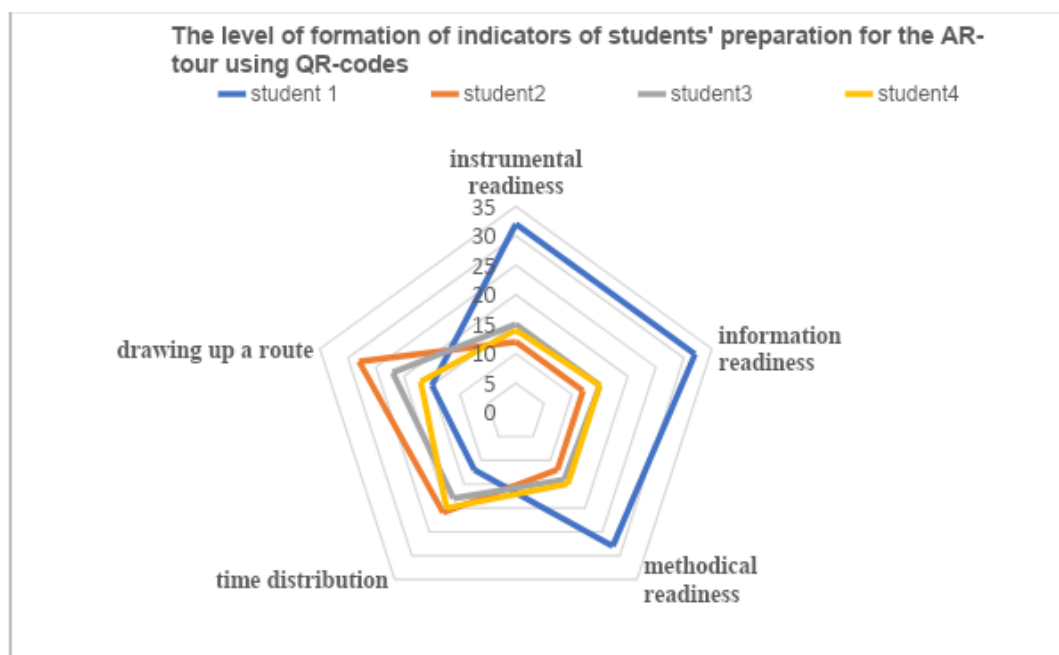 The level of formation of indicators of students' preparation for the AR-
tour using QR-codes
student 1
student2
student3
student4
instrumental
readiness
35
30
25
20
15
10
5
0
information
readiness
drawing up a route
methodical
readiness
time distribution